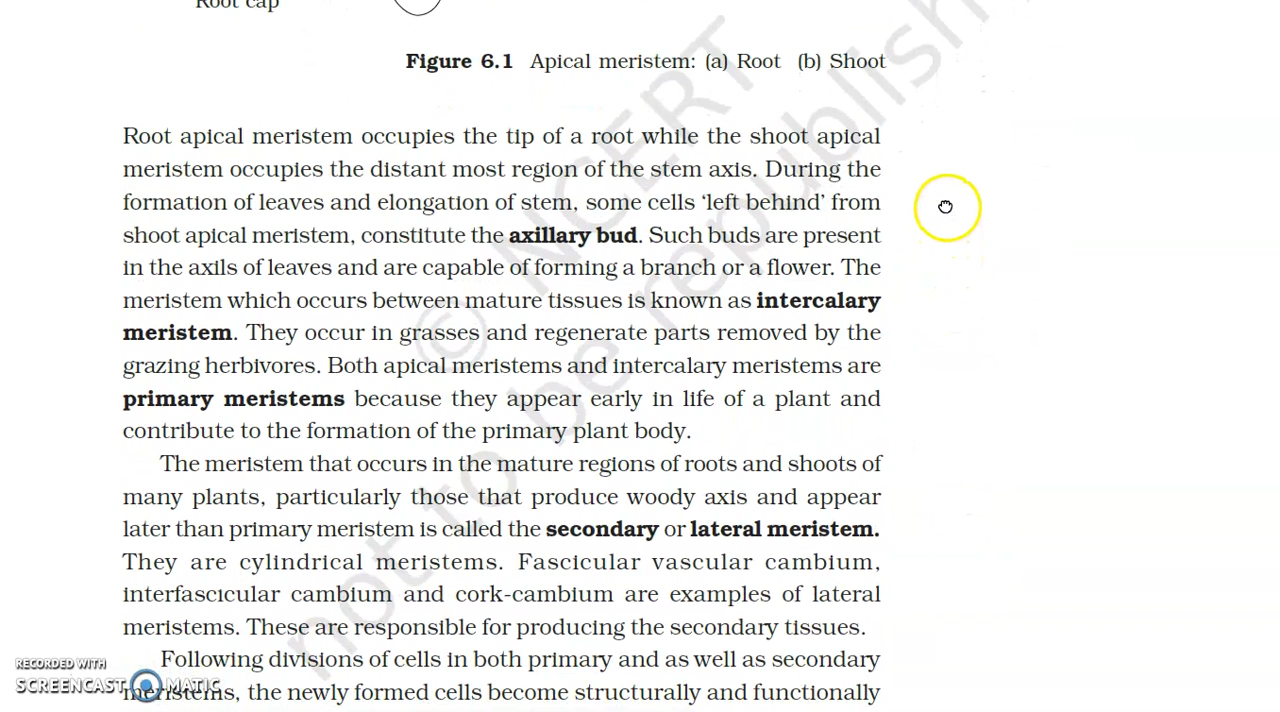 Root cap
Figure 6.1 Apical meristem: (a) Root (b) Shoot
Root apical meristem occupies the tip of a root while the shoot apical
meristem occupies the distant most region of the stem axis. During the
formation of leaves and elongation of stem, some cells ‘left behind’ from
shoot apical meristem, constitute the axillary bud. Such buds are present
in the axils of leaves and are capable of forming a branch or a flower. The
meristem which occurs between mature tissues is known as intercalary
meristem. They occur in grasses and regenerate parts removed by the
grazing herbivores. Both apical meristems and intercalary meristems are
primary meristems because they appear early in life of a plant and
contribute to the formation of the primary plant body.
The meristem that occurs in the mature regions of roots and shoots of
many plants, particularly those that produce woody axis and appear
later than primary meristem is called the secondary or lateral meristem.
They are cylindrical meristems. Fascicular vascular cambium,
interfascicular cambium and cork-cambium are examples of lateral
meristems. These are responsible for producing the secondary tissues.
Following divisions of cells in both primary and as well as secondary
meristems, the newly formed cells become structurally and functionally
© NCERT
not to be republish
RECORDED WITH
SCREENCAST MATIC